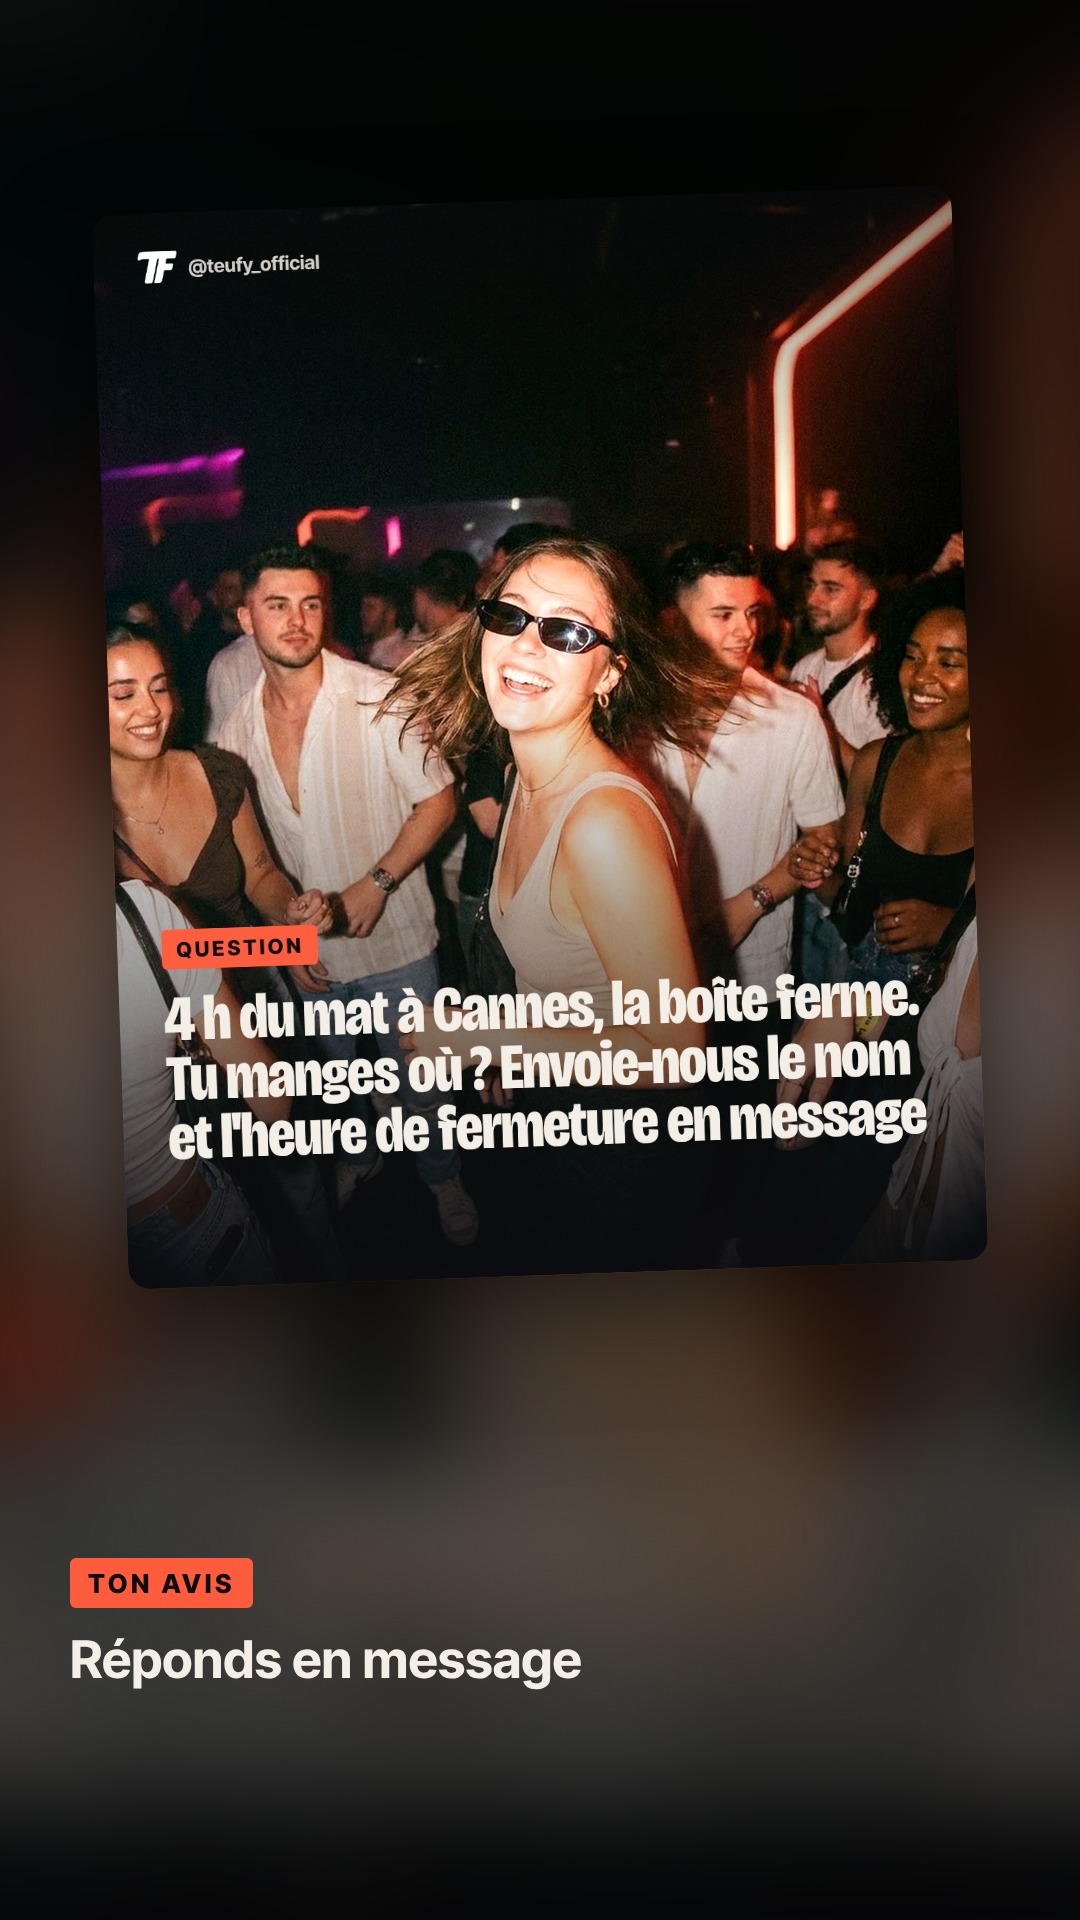 TF @teufy_official
QUESTION
4 h du mat à Cannes, la boîte ferme.
Tu manges où ? Envoie-nous le nom
et l'heure de fermeture en message
TON AVIS
Réponds en message